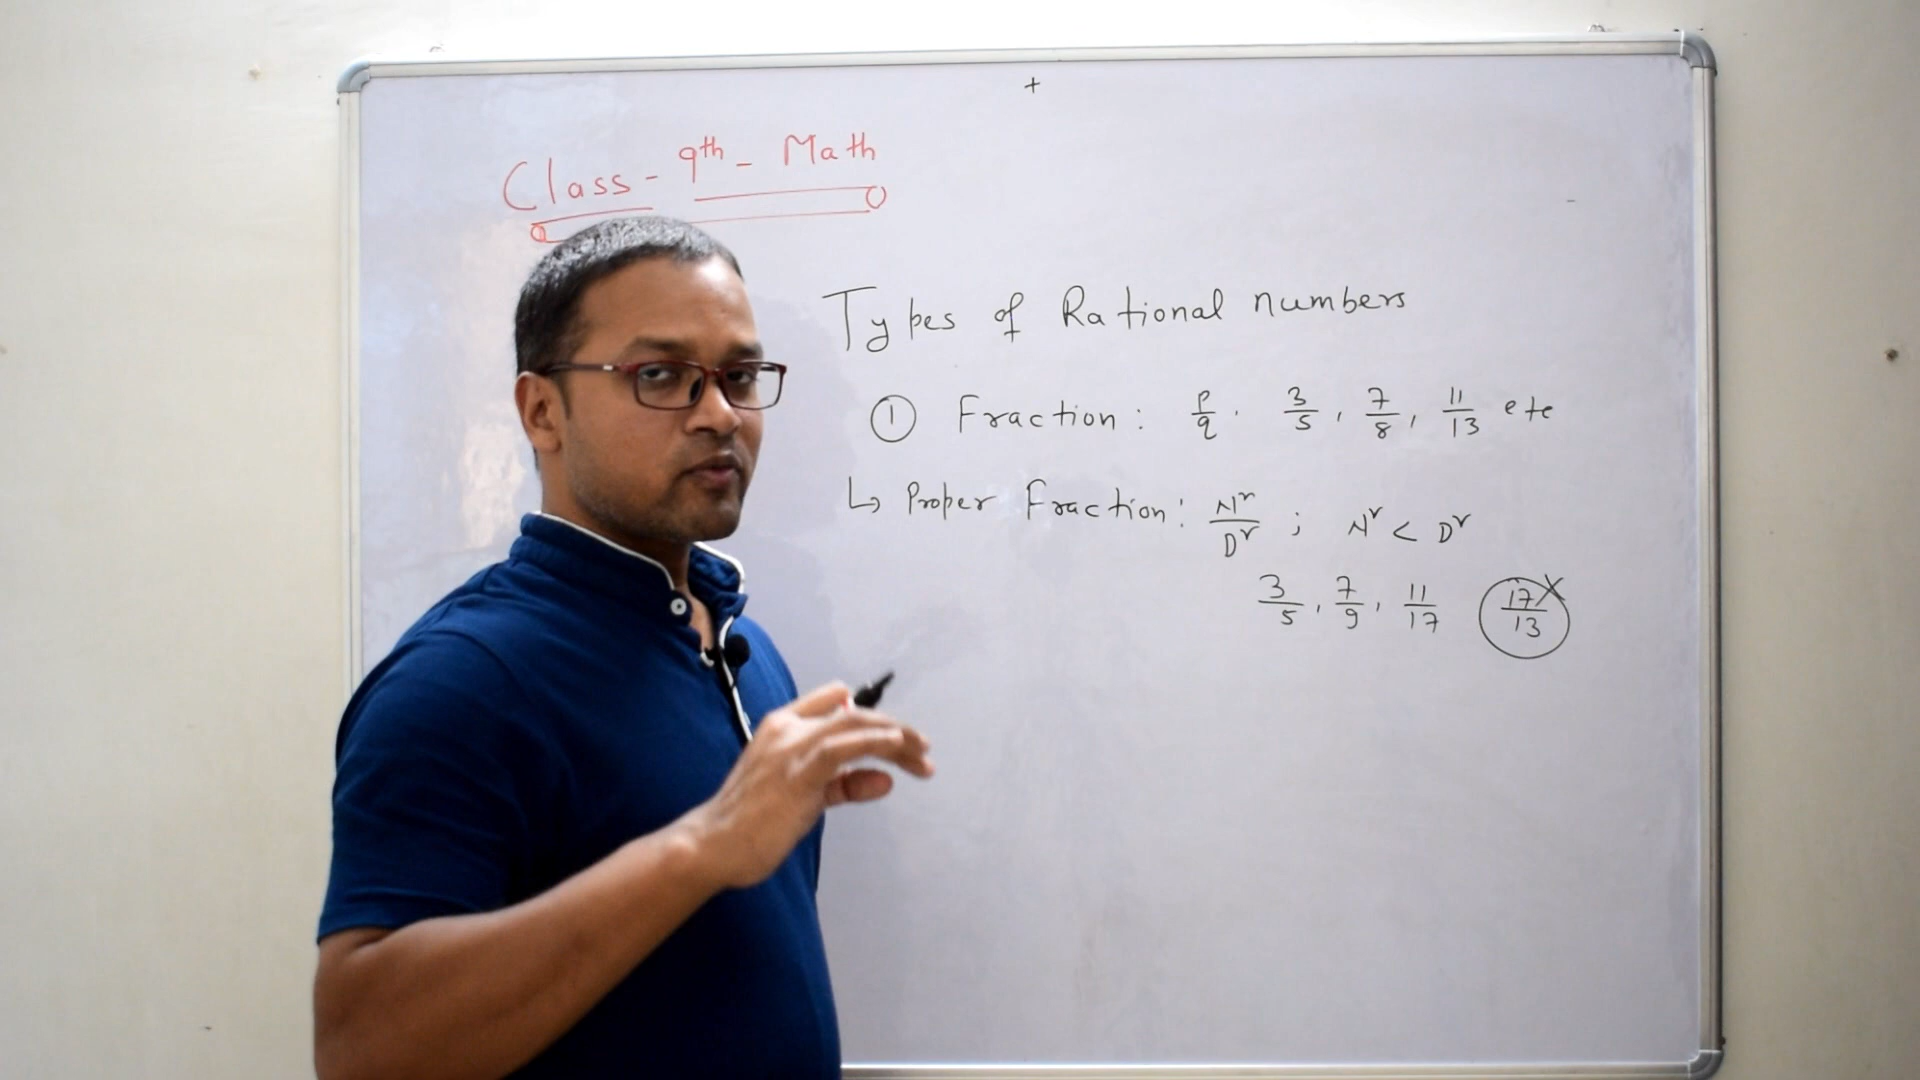 Class - 9th - Math
Types of Rational numbers
① Fraction : p/q , 3/5 , 7/8 , 11/13 etc
↳ Proper Fraction : Nʳ/Dʳ ; Nʳ < Dʳ
3/5 , 7/9 , 11/17 17/13 ×